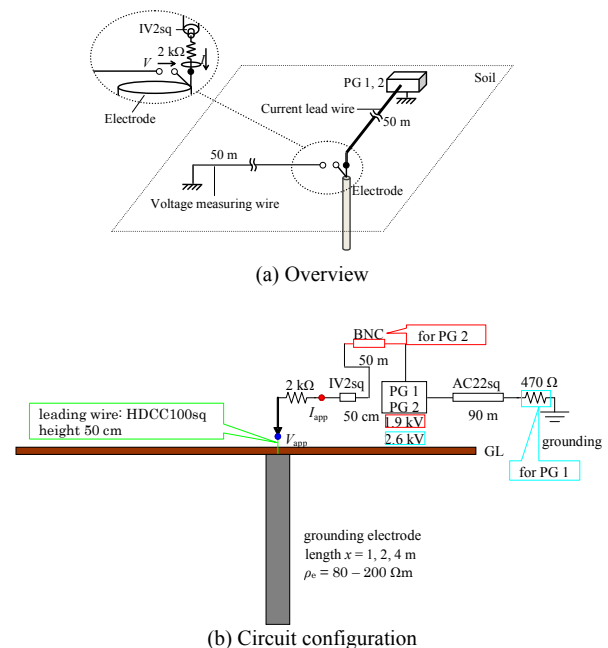 IV2sq
2 kΩ
V
I
Electrode
Soil
PG 1, 2
Current lead wire
50 m
50 m
Voltage measuring wire
Electrode
(a) Overview
BNC
for PG 2
50 m
2 kΩ
IV2sq
PG 1
PG 2
AC22sq
470 Ω
leading wire: HDCC100sq
height 50 cm
Iapp
50 cm
1.9 kV
90 m
Vapp
2.6 kV
grounding
GL
for PG 1
grounding electrode
length x = 1, 2, 4 m
ρe = 80 – 200 Ωm
(b) Circuit configuration